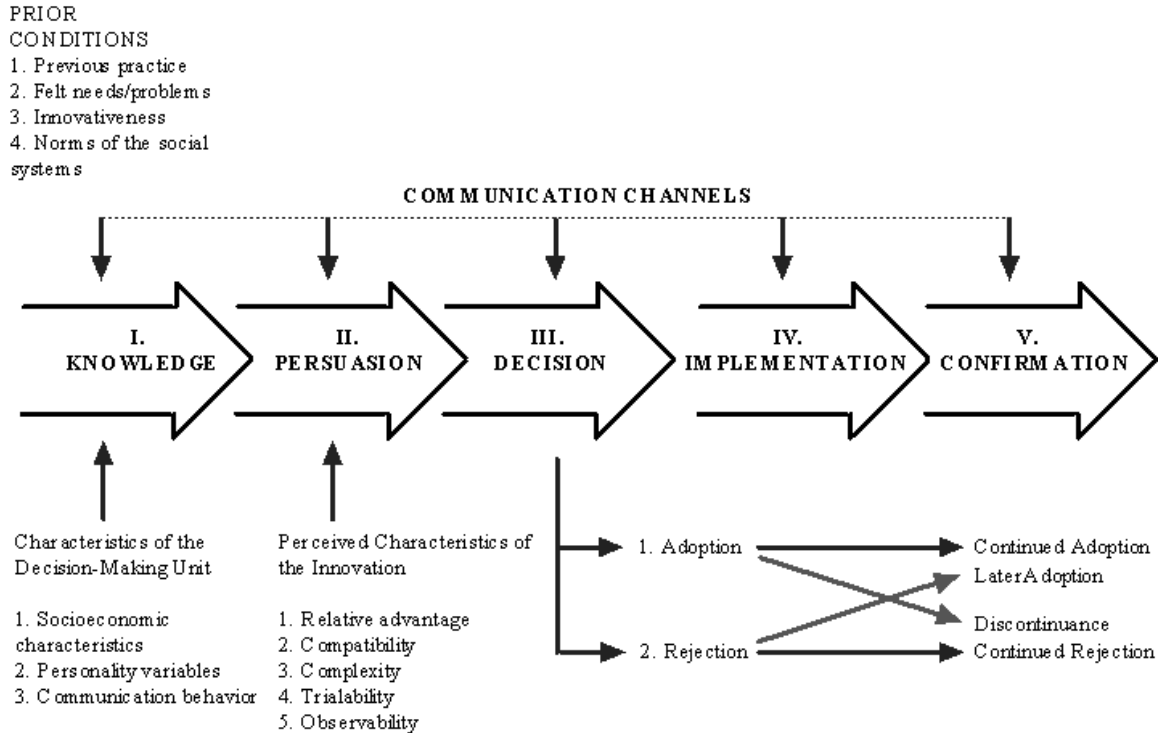 PRIOR
CONDITIONS
1. Previous practice
2. Felt needs/problems
3. Innovativeness
4. Norms of the social
systems
COMMUNICATION CHANNELS
I.
KNOWLEDGE
II.
PERSUASION
III.
DECISION
IV.
IMPLEMENTATION
V.
CONFIRMATION
Characteristics of the
Decision-Making Unit
1. Socioeconomic
characteristics
2. Personality variables
3. Communication behavior
Perceived Characteristics of
the Innovation
1. Relative advantage
2. Compatibility
3. Complexity
4. Trialability
5. Observability
1. Adoption
2. Rejection
Continued Adoption
Later Adoption
Discontinuance
Continued Rejection